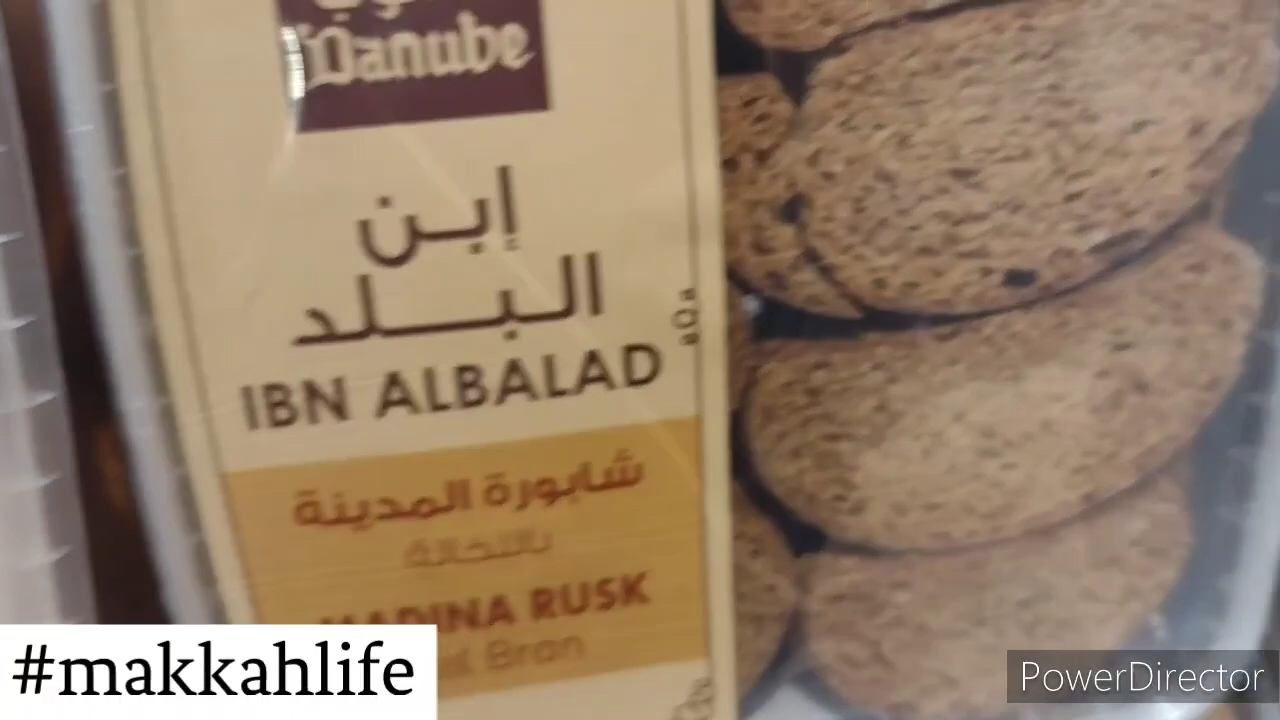 Danube
إبن
البلد
IBN ALBALAD
شابورة المدينة
بالنخالة
MADINA RUSK
Bran
#makkahlife
PowerDirector